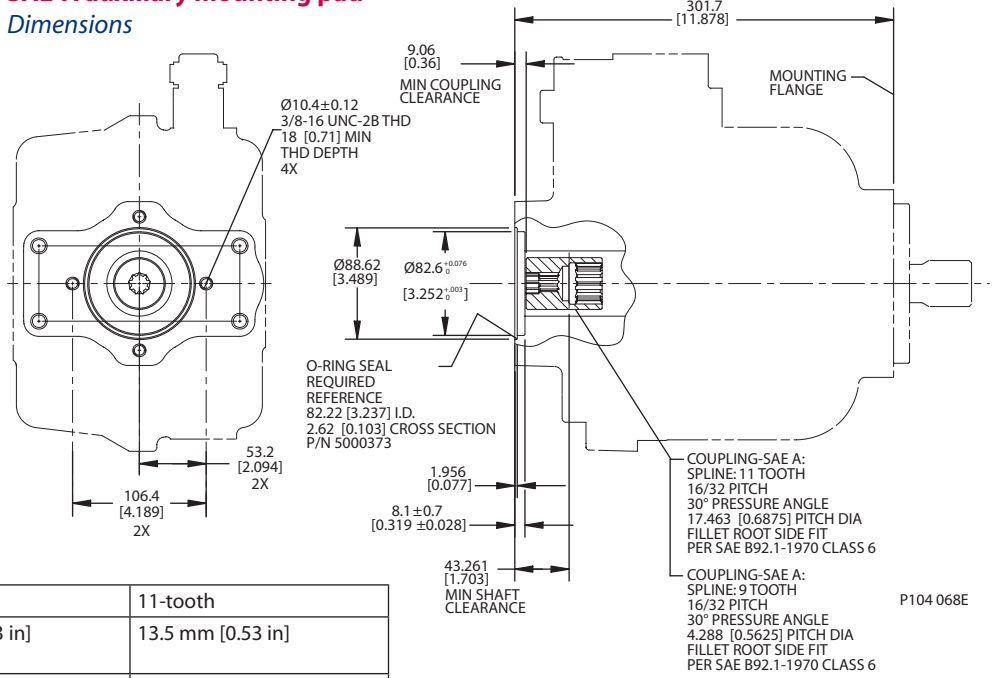 Dimensions
301.7
[11.878]
9.06
[0.36]
MIN COUPLING
CLEARANCE
MOUNTING
FLANGE
Ø10.4±0.12
3/8-16 UNC-2B THD
18 [0.71] MIN
THD DEPTH
4X
Ø88.62
[3.489]
Ø82.6 +0.076 0
[3.252 +.003 0]
O-RING SEAL
REQUIRED
REFERENCE
82.22 [3.237] I.D.
2.62 [0.103] CROSS SECTION
P/N 5000373
53.2
[2.094]
2X
106.4
[4.189]
2X
1.956
[0.077]
8.1±0.7
[0.319 ±0.028]
43.261
[1.703]
MIN SHAFT
CLEARANCE
COUPLING-SAE A:
SPLINE: 11 TOOTH
16/32 PITCH
30° PRESSURE ANGLE
17.463 [0.6875] PITCH DIA
FILLET ROOT SIDE FIT
PER SAE B92.1-1970 CLASS 6
COUPLING-SAE A:
SPLINE: 9 TOOTH
16/32 PITCH
30° PRESSURE ANGLE
4.288 [0.5625] PITCH DIA
FILLET ROOT SIDE FIT
PER SAE B92.1-1970 CLASS 6
P104 068E
11-tooth
in]
13.5 mm [0.53 in]